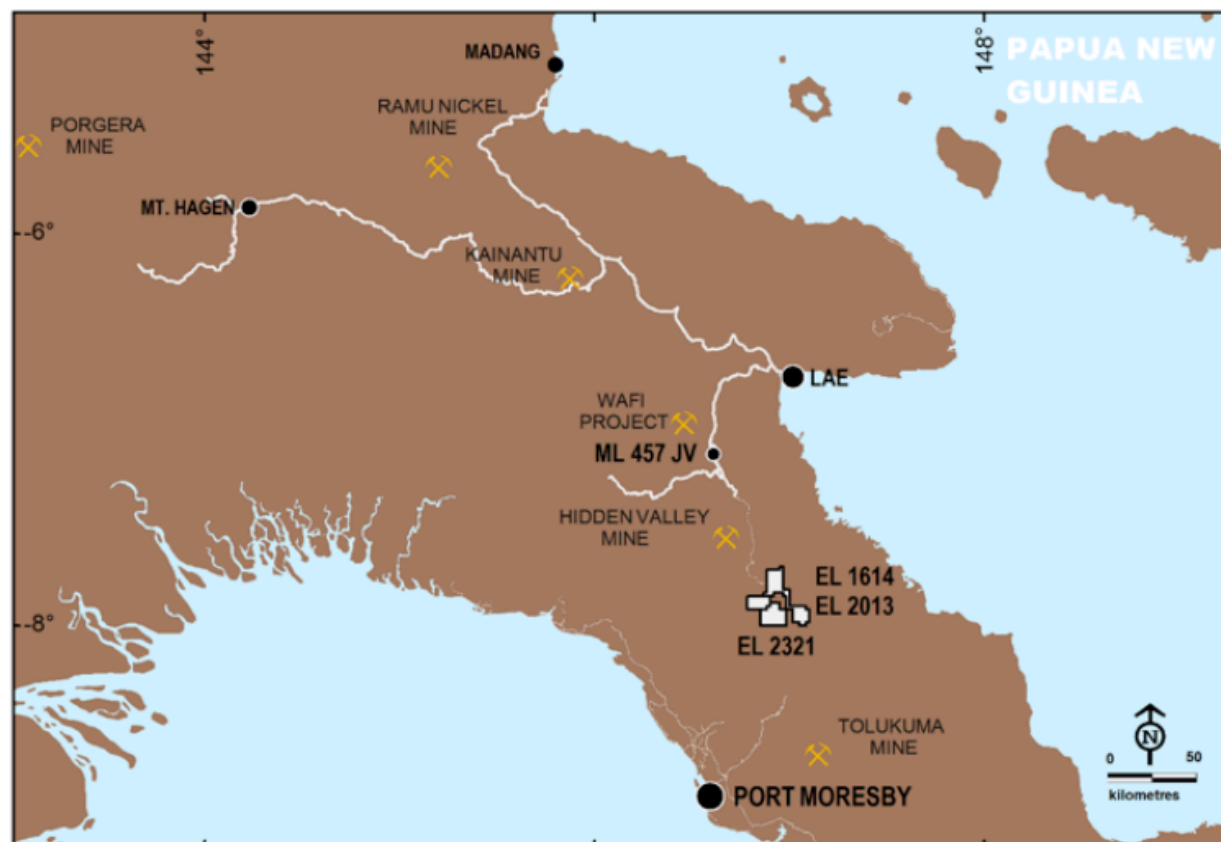 144°
148°
PAPUA NEW
GUINEA
MADANG
RAMU NICKEL
MINE
PORGERA
MINE
MT. HAGEN
-6°
KAINANTU
MINE
LAE
WAFI
PROJECT
ML 457 JV
HIDDEN VALLEY
MINE
EL 1614
EL 2013
-8°
EL 2321
TOLUKUMA
MINE
N
0 50
kilometres
PORT MORESBY